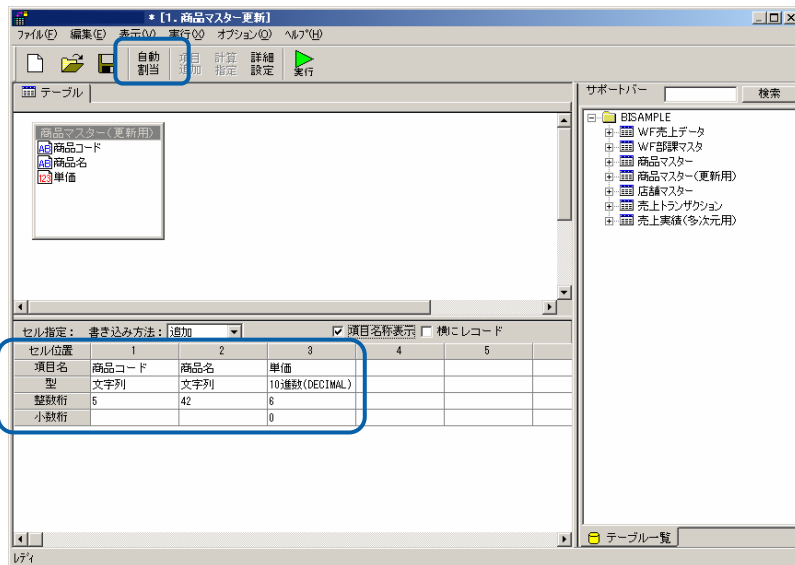 * [1. 商品マスター更新]
ファイル(F) 編集(E) 表示(V) 実行(X) オプション(O) ヘルプ(H)
自動割当 項目追加 計算指定 詳細設定 実行
テーブル
商品マスター(更新用)
商品コード
商品名
単価
セル指定: 書き込み方法: 追加 項目名称表示 横にレコード
セル位置 1 2 3 4 5
項目名 商品コード 商品名 単価
型 文字列 文字列 10進数(DECIMAL)
整数桁 5 42 6
小数桁 0
サポートバー 検索
BISAMPLE
WF売上データ
WF部課マスタ
商品マスター
商品マスター(更新用)
店舗マスター
売上トランザクション
売上実績(多次元用)
テーブル一覧
レディ